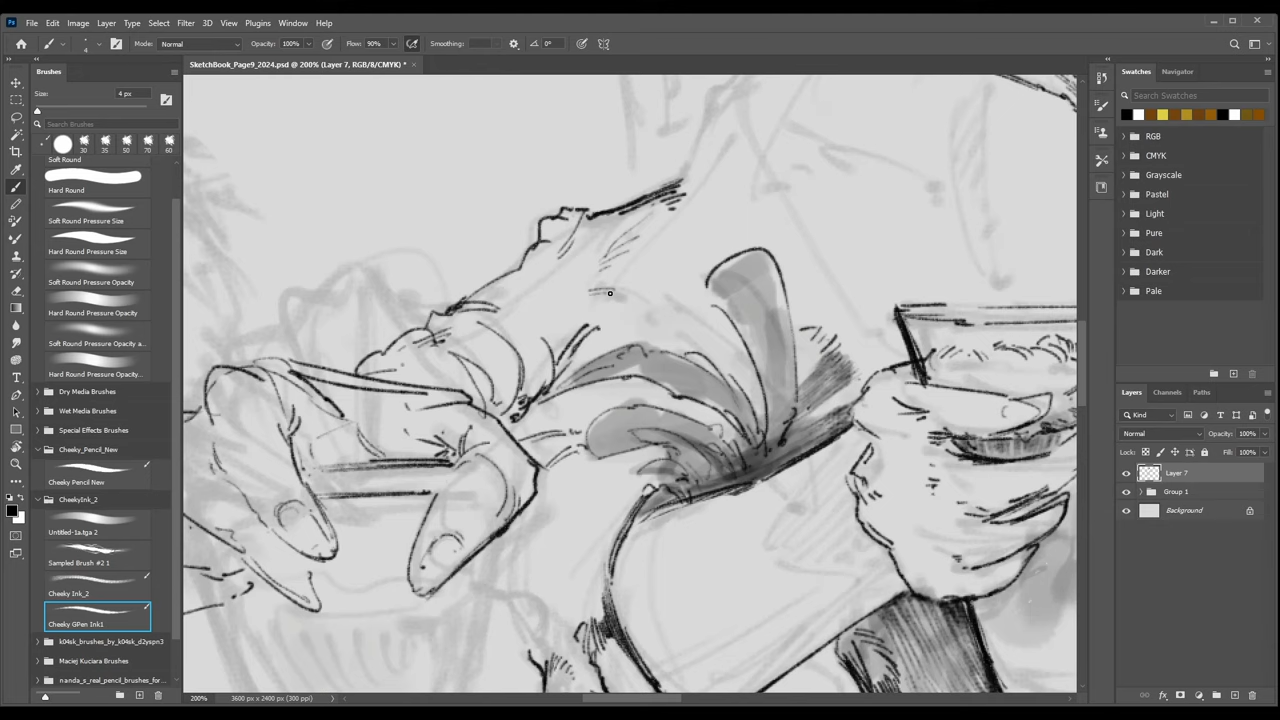 Ps File Edit Image Layer Type Select Filter 3D View Plugins Window Help
4 Mode: Normal Opacity: 100% Flow: 90% Smoothing: 0°
SketchBook_Page9_2024.psd @ 200% (Layer 7, RGB/8/CMYK) *
Brushes
Size: 4 px
Search Brushes
30 35 50 70 60
Soft Round
Hard Round
Soft Round Pressure Size
Hard Round Pressure Size
Soft Round Pressure Opacity
Hard Round Pressure Opacity
Soft Round Pressure Opacity a...
Hard Round Pressure Opacity...
Dry Media Brushes
Wet Media Brushes
Special Effects Brushes
Cheeky_Pencil_New
Cheeky Pencil New
CheekyInk_2
Untitled-1a.tga 2
Sampled Brush #2 1
Cheeky Ink_2
Cheeky GPen Ink1
k04sk_brushes_by_k04sk_d2yspn3
Maciej Kuciara Brushes
nanda_s_real_pencil_brushes_for...
200% 3600 px x 2400 px (300 ppi)
Swatches Navigator
Search Swatches
RGB
CMYK
Grayscale
Pastel
Light
Pure
Dark
Darker
Pale
Layers Channels Paths
Kind
Normal Opacity: 100%
Lock: Fill: 100%
Layer 7
Group 1
Background